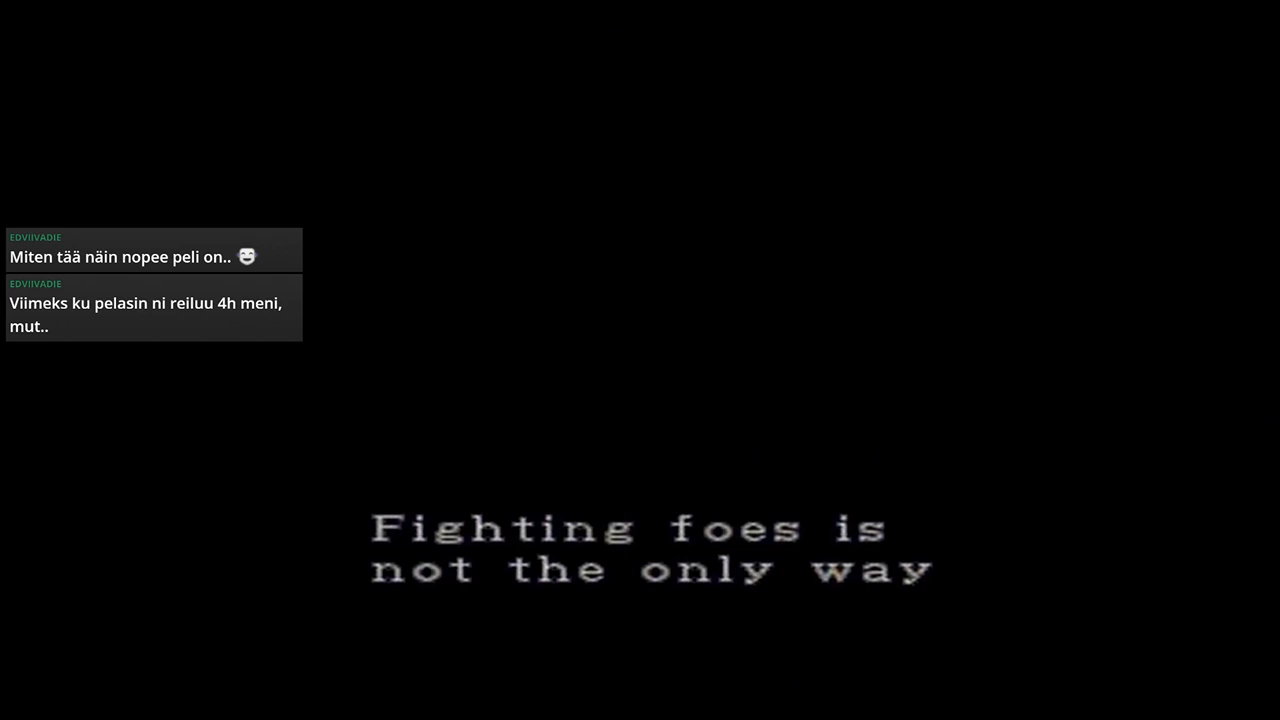 EDVIIVADIE
Miten tää näin nopee peli on..
EDVIIVADIE
Viimeks ku pelasin ni reiluu 4h meni,
mut..
Fighting foes is
not the only way